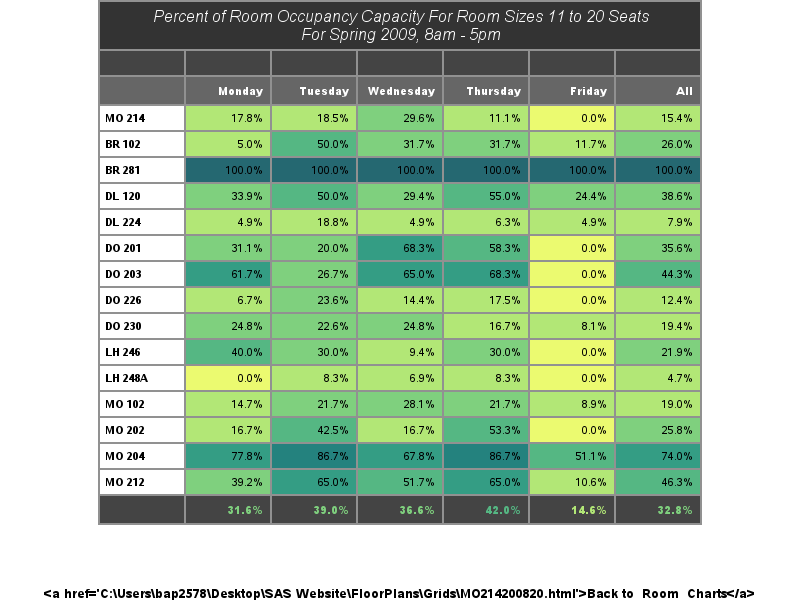 Percent of Room Occupancy Capacity For Room Sizes 11 to 20 Seats
For Spring 2009, 8am - 5pm
Monday Tuesday Wednesday Thursday Friday All
MO 214 17.8% 18.5% 29.6% 11.1% 0.0% 15.4%
BR 102 5.0% 50.0% 31.7% 31.7% 11.7% 26.0%
BR 281 100.0% 100.0% 100.0% 100.0% 100.0% 100.0%
DL 120 33.9% 50.0% 29.4% 55.0% 24.4% 38.6%
DL 224 4.9% 18.8% 4.9% 6.3% 4.9% 7.9%
DO 201 31.1% 20.0% 68.3% 58.3% 0.0% 35.6%
DO 203 61.7% 26.7% 65.0% 68.3% 0.0% 44.3%
DO 226 6.7% 23.6% 14.4% 17.5% 0.0% 12.4%
DO 230 24.8% 22.6% 24.8% 16.7% 8.1% 19.4%
LH 246 40.0% 30.0% 9.4% 30.0% 0.0% 21.9%
LH 248A 0.0% 8.3% 6.9% 8.3% 0.0% 4.7%
MO 102 14.7% 21.7% 28.1% 21.7% 8.9% 19.0%
MO 202 16.7% 42.5% 16.7% 53.3% 0.0% 25.8%
MO 204 77.8% 86.7% 67.8% 86.7% 51.1% 74.0%
MO 212 39.2% 65.0% 51.7% 65.0% 10.6% 46.3%
31.6% 39.0% 36.6% 42.0% 14.6% 32.8%
<a href='C:\Users\bap2578\Desktop\SAS Website\FloorPlans\Grids\MO214200820.html'>Back to  Room  Charts</a>